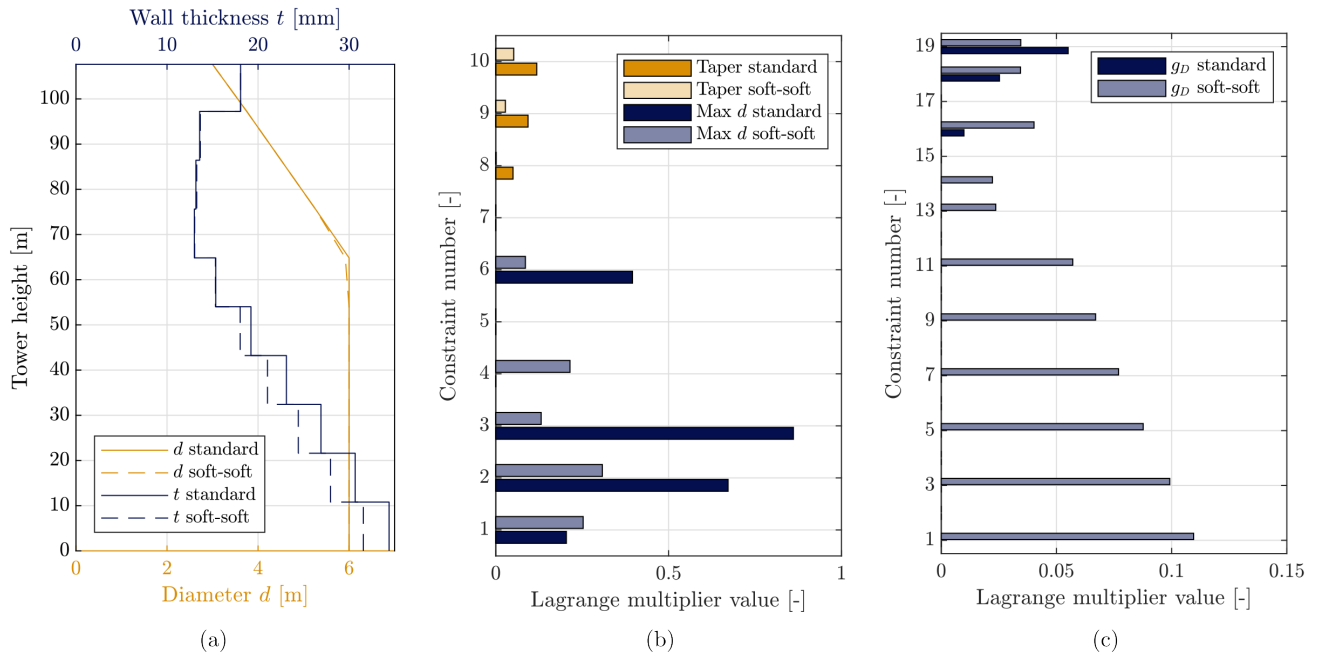 Wall thickness t [mm]
0 10 20 30
100
90
80
70
60
50
40
30
20
10
0
Tower height [m]
d standard
d soft-soft
t standard
t soft-soft
0 2 4 6
Diameter d [m]
(a)
10
9
8
7
6
5
4
3
2
1
Constraint number [-]
Taper standard
Taper soft-soft
Max d standard
Max d soft-soft
0 0.5 1
Lagrange multiplier value [-]
(b)
19
17
15
13
11
9
7
5
3
1
Constraint number [-]
g_D standard
g_D soft-soft
0 0.05 0.1 0.15
Lagrange multiplier value [-]
(c)